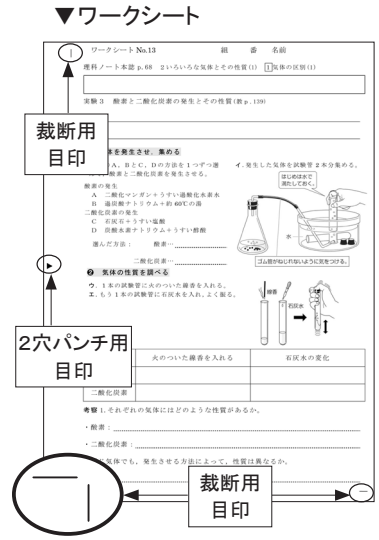 ▼ワークシート
ワークシート No.13 組 番 名前
理科ノート本誌 p.68 2いろいろな気体とその性質(1) 1気体の区別(1)
実験 3 酸素と二酸化炭素の発生とその性質(教 p.139)
裁断用
目印
体を発生させ、集める
A，BとC，Dの方法を1つずつ選
酸素と二酸化炭素を発生させる。
イ．発生した気体を試験管2本分集める。
はじめは水で
満たしておく。
酸素の発生
A 二酸化マンガン＋うすい過酸化水素水
B 過炭酸ナトリウム＋約60℃の湯
二酸化炭素の発生
C 石灰石＋うすい塩酸
D 炭酸水素ナトリウム＋うすい酢酸
水
選んだ方法： 酸素…
二酸化炭素…
ゴム管がねじれないように気をつける。
❷ 気体の性質を調べる
ウ．1本の試験管に火のついた線香を入れる。
エ．もう1本の試験管に石灰水を入れ，よく振る。
線香
石灰水
2穴パンチ用
目印
火のついた線香を入れる 石灰水の変化
二酸化炭素
考察 1．それぞれの気体にはどのような性質があるか。
・酸素：
・二酸化炭素：
気体でも，発生させる方法によって，性質は異なるか。
裁断用
目印